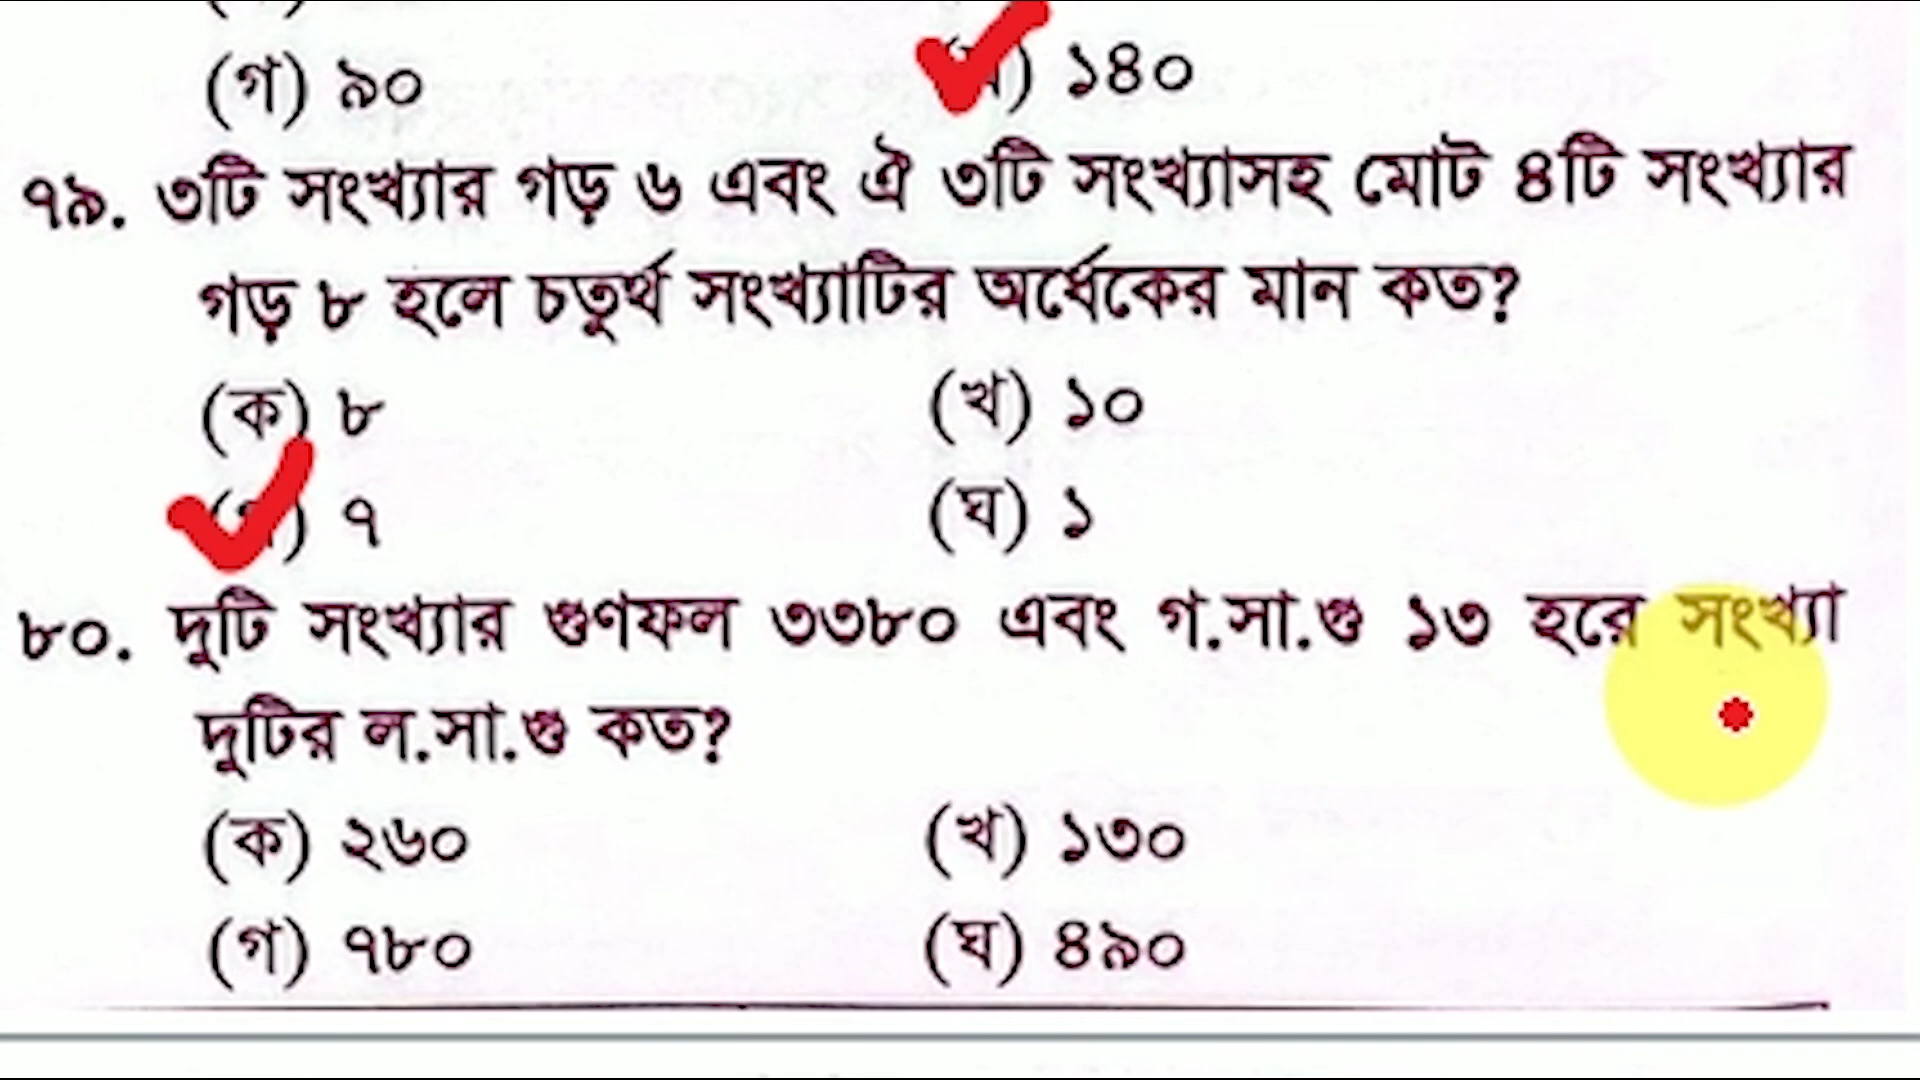 (গ) ৯০
) ১৪০
৭৯. ৩টি সংখ্যার গড় ৬ এবং ঐ ৩টি সংখ্যাসহ মোট ৪টি সংখ্যার
গড় ৮ হলে চতুর্থ সংখ্যাটির অর্ধেকের মান কত?
(ক) ৮
(খ) ১০
) ৭
(ঘ) ১
৮০. দুটি সংখ্যার গুণফল ৩৩৮০ এবং গ.সা.গু ১৩ হরে সংখ্যা
দুটির ল.সা.গু কত?
(ক) ২৬০
(খ) ১৩০
(গ) ৭৮০
(ঘ) ৪৯০